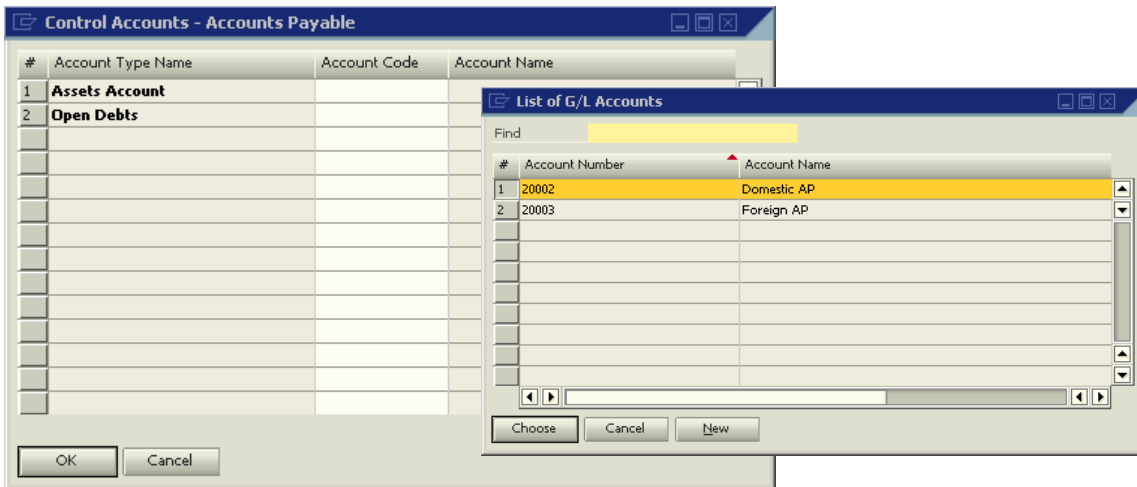 Control Accounts - Accounts Payable
# Account Type Name Account Code Account Name
1 Assets Account
2 Open Debts
OK Cancel
List of G/L Accounts
Find
# Account Number Account Name
1 20002 Domestic AP
2 20003 Foreign AP
Choose Cancel New